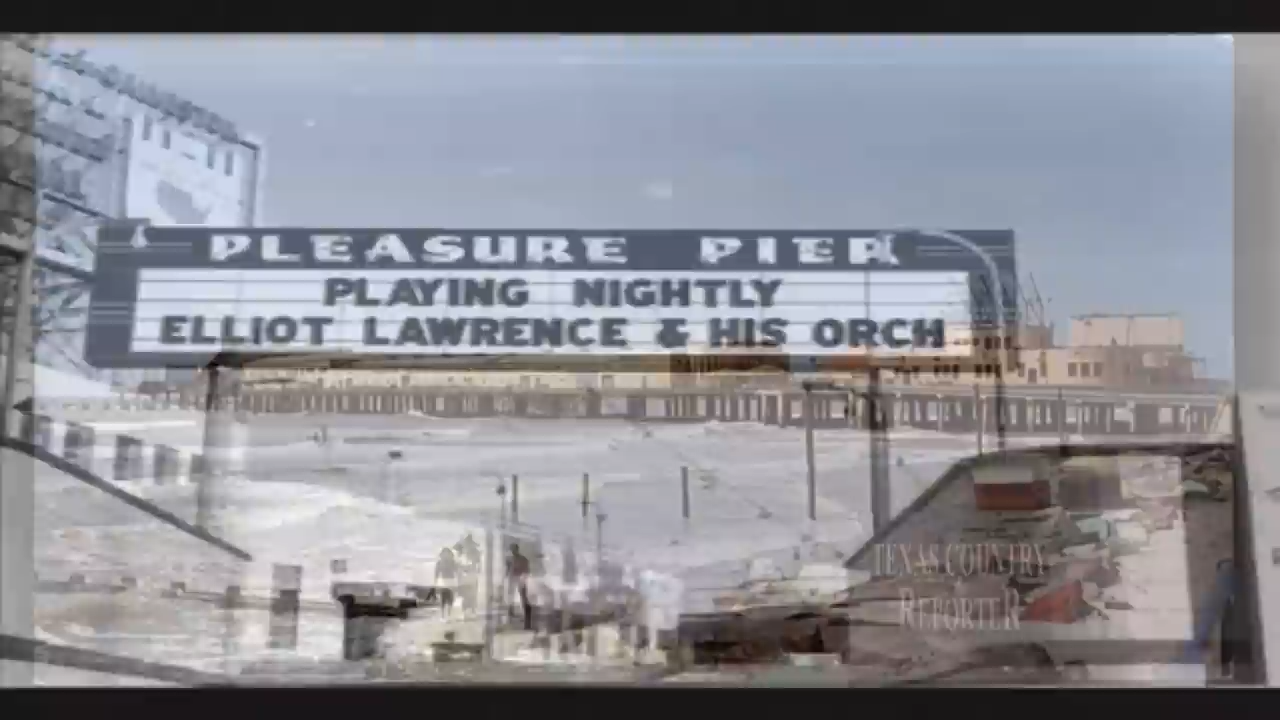 PLEASURE PIER
PLAYING NIGHTLY
ELLIOT LAWRENCE & HIS ORCH
TEXAS COUNTRY
REPORTER